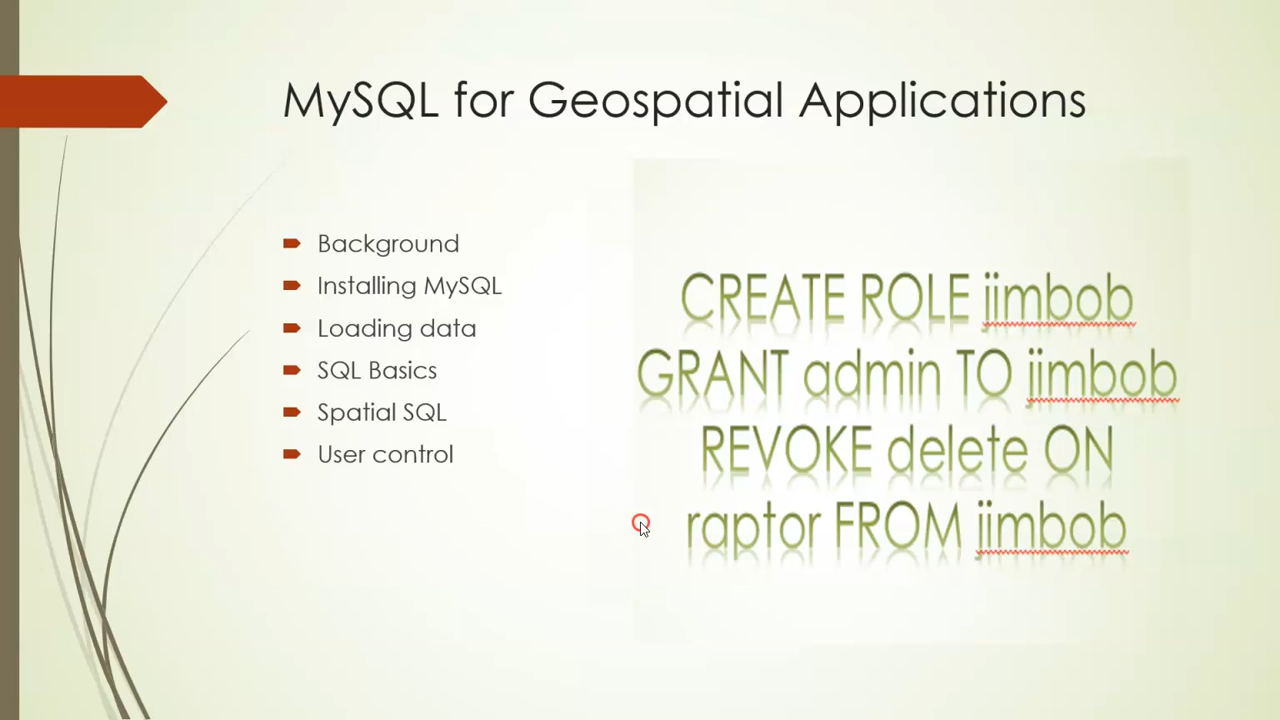 MySQL for Geospatial Applications
Background
Installing MySQL
Loading data
SQL Basics
Spatial SQL
User control
CREATE ROLE jimbob
GRANT admin TO jimbob
REVOKE delete ON
raptor FROM jimbob